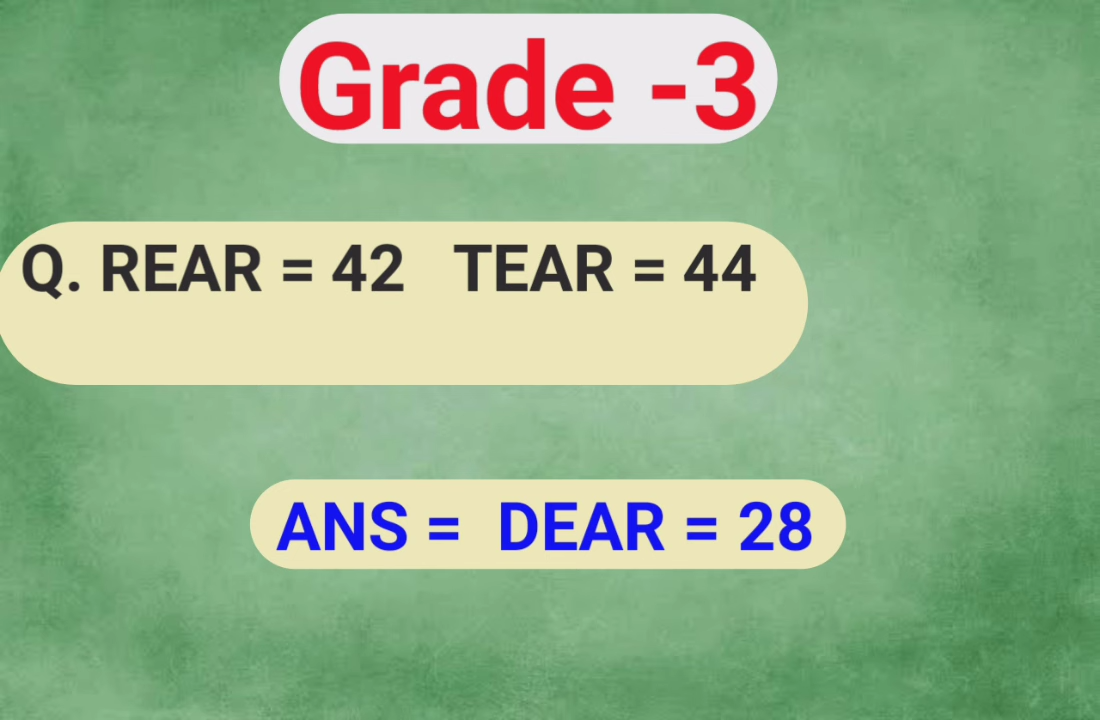 Grade -3
Q. REAR = 42 TEAR = 44
ANS = DEAR = 28